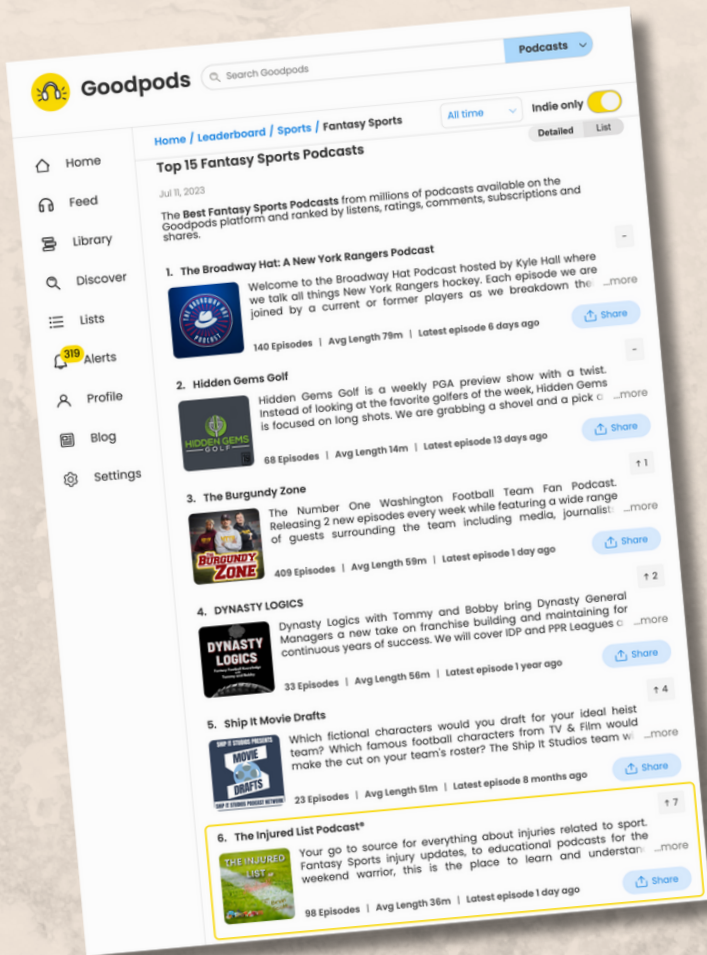 Goodpods
Search Goodpods
Podcasts
Home / Leaderboard / Sports / Fantasy Sports
All time
Indie only
Detailed List
Home
Feed
Library
Discover
Lists
319 Alerts
Profile
Blog
Settings
Top 15 Fantasy Sports Podcasts
Jul 11, 2023
The Best Fantasy Sports Podcasts from millions of podcasts available on the
Goodpods platform and ranked by listens, ratings, comments, subscriptions and
shares.
1. The Broadway Hat: A New York Rangers Podcast
-
THE BROADWAY HAT
PODCAST
Welcome to the Broadway Hat Podcast hosted by Kyle Hall where
we talk all things New York Rangers hockey. Each episode we are
joined by a current or former players as we breakdown the ...more
140 Episodes | Avg Length 79m | Latest episode 6 days ago
Share
2. Hidden Gems Golf
-
HIDDEN GEMS
GOLF
Hidden Gems Golf is a weekly PGA preview show with a twist.
Instead of looking at the favorite golfers of the week, Hidden Gems
is focused on long shots. We are grabbing a shovel and a pick ...more
68 Episodes | Avg Length 14m | Latest episode 13 days ago
Share
3. The Burgundy Zone
↑ 1
THE
BURGUNDY
ZONE
The Number One Washington Football Team Fan Podcast.
Releasing 2 new episodes every week while featuring a wide range
of guests surrounding the team including media, journalist ...more
409 Episodes | Avg Length 59m | Latest episode 1 day ago
Share
4. DYNASTY LOGICS
↑ 2
DYNASTY
LOGICS
Dynasty Logics with Tommy and Bobby bring Dynasty General
Managers a new take on franchise building and maintaining for
continuous years of success. We will cover IDP and PPR Leagues ...more
33 Episodes | Avg Length 56m | Latest episode 1 year ago
Share
5. Ship It Movie Drafts
↑ 4
SHIP IT STUDIOS PRESENTS
MOVIE
DRAFTS
SHIP IT STUDIOS PODCAST NETWORK
Which fictional characters would you draft for your ideal heist
team? Which famous football characters from TV & Film would
make the cut on your team's roster? The Ship It Studios team ...more
23 Episodes | Avg Length 51m | Latest episode 8 months ago
Share
6. The Injured List Podcast*
↑ 7
THE INJURED
LIST
Your go to source for everything about injuries related to sport.
Fantasy Sports injury updates, to educational podcasts for the
weekend warrior, this is the place to learn and understan ...more
98 Episodes | Avg Length 36m | Latest episode 1 day ago
Share